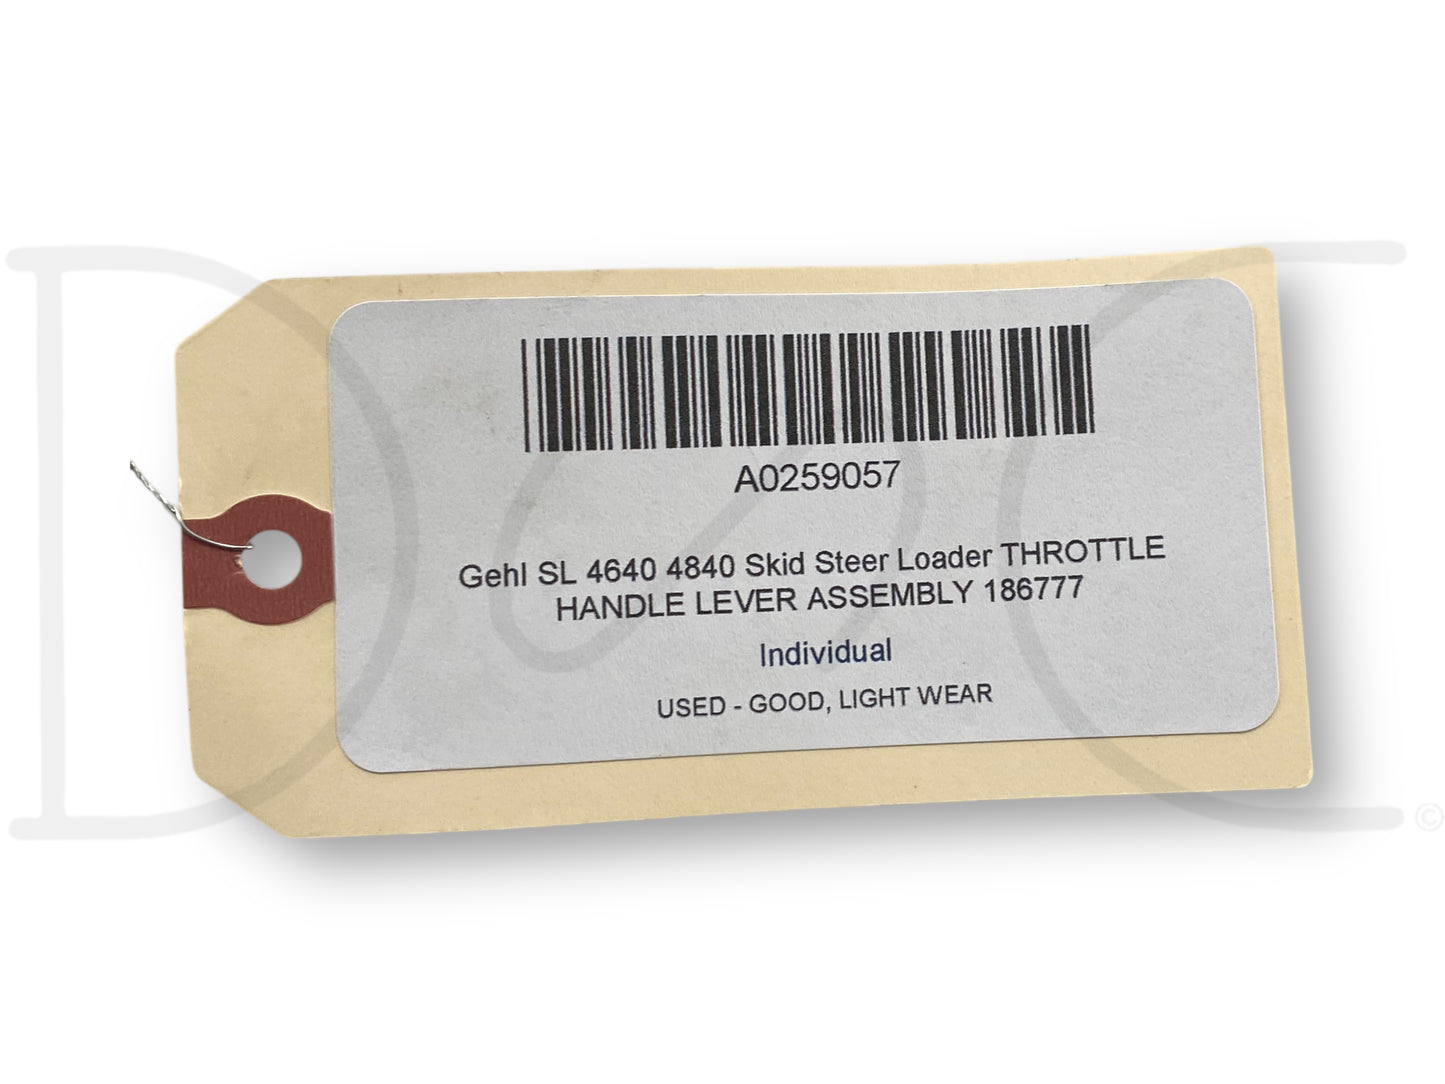 A0259057
Gehl SL 4640 4840 Skid Steer Loader THROTTLE
HANDLE LEVER ASSEMBLY 186777
Individual
USED - GOOD, LIGHT WEAR
D a C ©